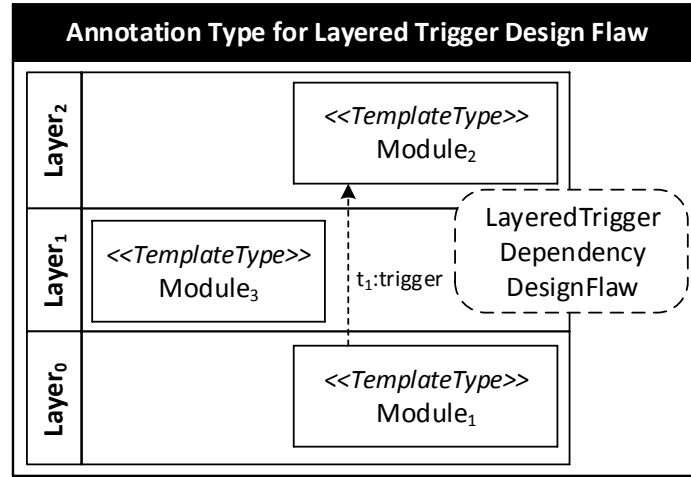 Annotation Type for Layered Trigger Design Flaw
Layer₂
<<TemplateType>>
Module₂
LayeredTrigger
Dependency
DesignFlaw
Layer₁
<<TemplateType>>
Module₃
t₁:trigger
Layer₀
<<TemplateType>>
Module₁